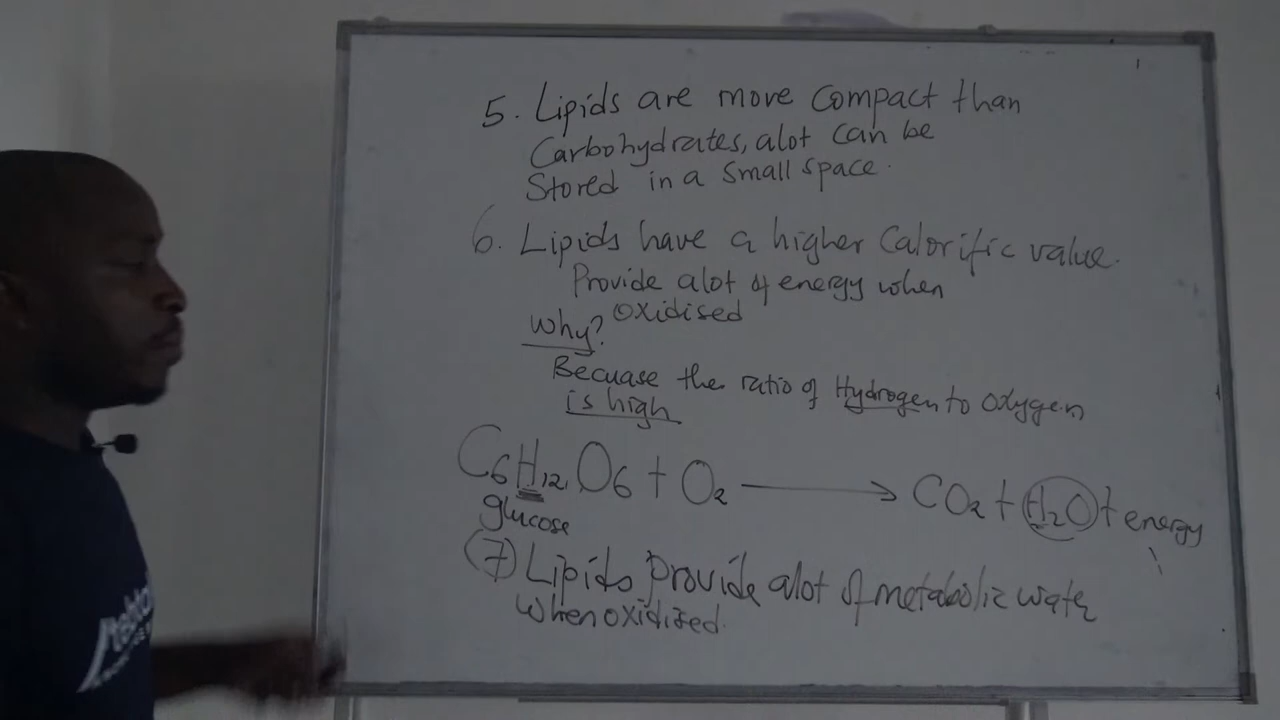 5. Lipids are more compact than
Carbohydrates, alot can be
Stored in a small space.
6. Lipids have a higher Calorific value.
Provide alot of energy when
oxidised
Why?
Becuase the ratio of Hydrogen to Oxygen
is high
C6H12O6 + O2 → CO2 + H2O + energy
glucose
(7) Lipids provide alot of metabolic water
when oxidized.